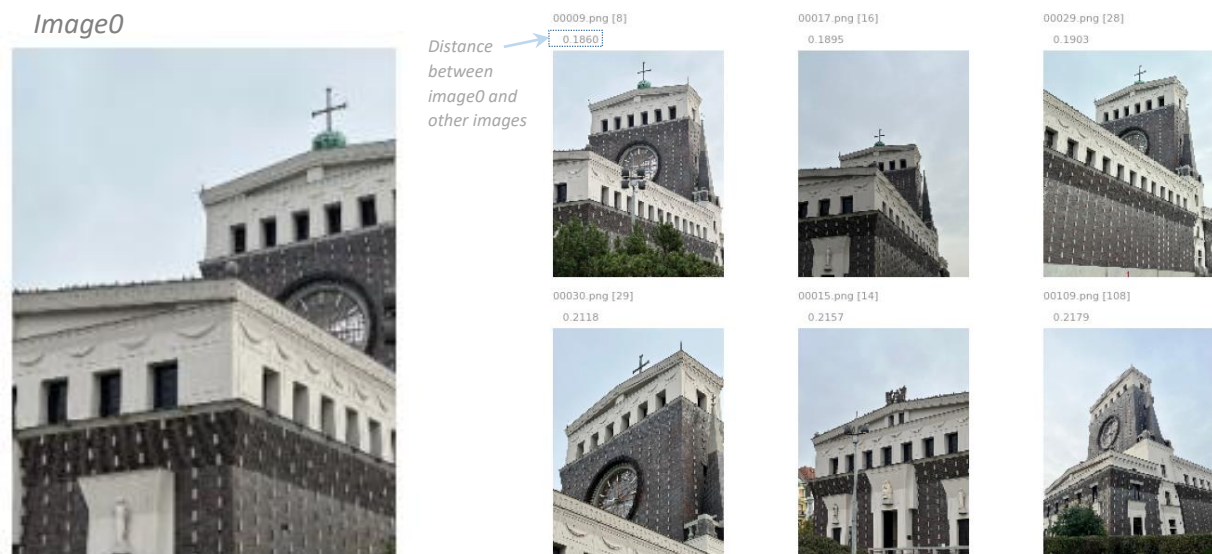 Image0
Distance
between
image0 and
other images
00009.png [8]
0.1860
00017.png [16]
0.1895
00029.png [28]
0.1903
00030.png [29]
0.2118
00015.png [14]
0.2157
00109.png [108]
0.2179